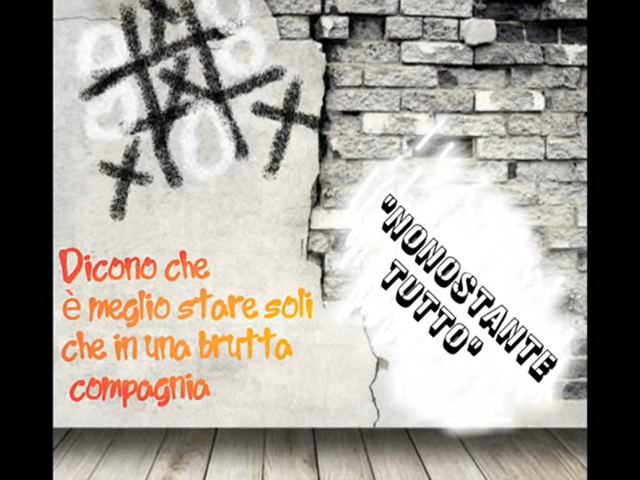 Dicono che
è meglio stare soli
che in una brutta
compagnia
"NONOSTANTE
TUTTO"